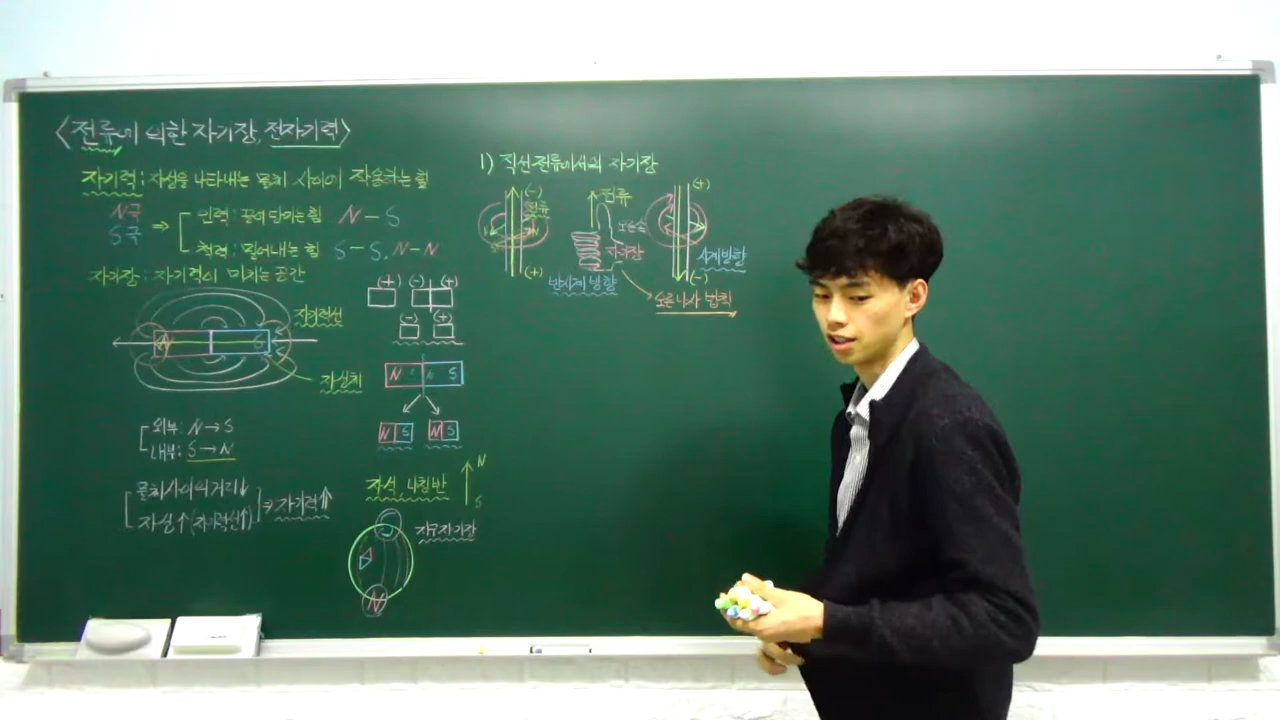 <전류에 의한 자기장, 전자기력>
자기력: 자성을 나타내는 물체 사이에 작용하는 힘
N극
S극
⇒
인력: 끌어당기는 힘 N - S
척력: 밀어내는 힘 S - S, N - N
자기장: 자기력이 미치는 공간
자기력선
N S
자성체
외부: N → S
내부: S → N
물체 사이의 거리↓
자성↑(자기력선↑)
⇒ 자기력↑
(+) (-) (+)
(-) (+)
N S
N S N S
자석, 나침반
N
S
지구자기장
N
1) 직선전류에서의 자기장
(-)
전류
(+)
반시계 방향
전류
오른손
자기장
오른나사 법칙
(+)
(-)
시계방향